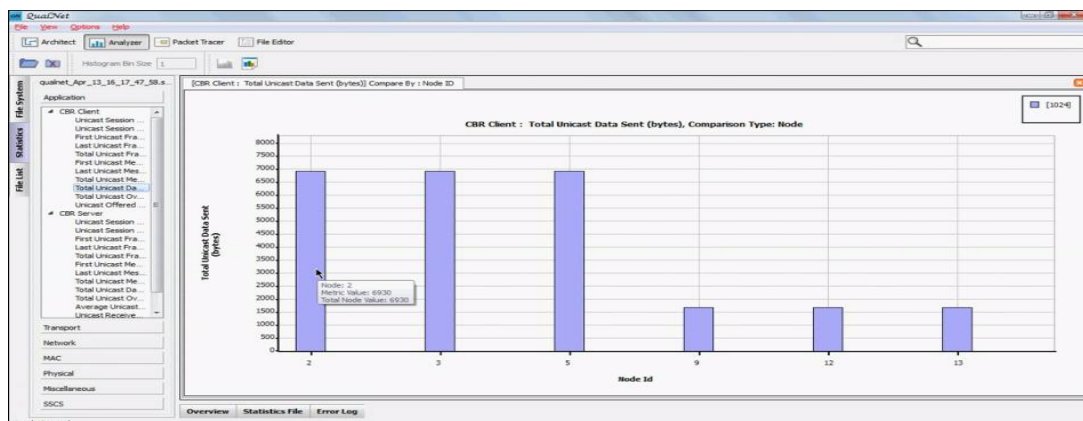 QualNet
File View Options Help
Architect Analyzer Packet Tracer File Editor
Histogram Bin Size 1
File System
Statistics
File List
qualnet_Apr_13_16_17_47_58.s...
Application
CBR Client
Unicast Session ...
Unicast Session ...
First Unicast Fra...
Last Unicast Fra...
Total Unicast Fra...
First Unicast Me...
Last Unicast Mes...
Total Unicast Me...
Total Unicast Da...
Total Unicast Ov...
Unicast Offered ...
CBR Server
Unicast Session ...
Unicast Session ...
First Unicast Fra...
Last Unicast Fra...
Total Unicast Fra...
First Unicast Me...
Last Unicast Mes...
Total Unicast Me...
Total Unicast Da...
Total Unicast Ov...
Average Unicast...
Unicast Receive...
Transport
Network
MAC
Physical
Miscellaneous
SSCS
[CBR Client : Total Unicast Data Sent (bytes)] Compare By : Node ID
[1024]
CBR Client : Total Unicast Data Sent (bytes), Comparison Type: Node
Total Unicast Data Sent
(bytes)
8000
7500
7000
6500
6000
5500
5000
4500
4000
3500
3000
2500
2000
1500
1000
500
0
Node: 2
Metric Value: 6930
Total Node Value: 6930
2 3 5 9 12 13
Node Id
Overview Statistics File Error Log